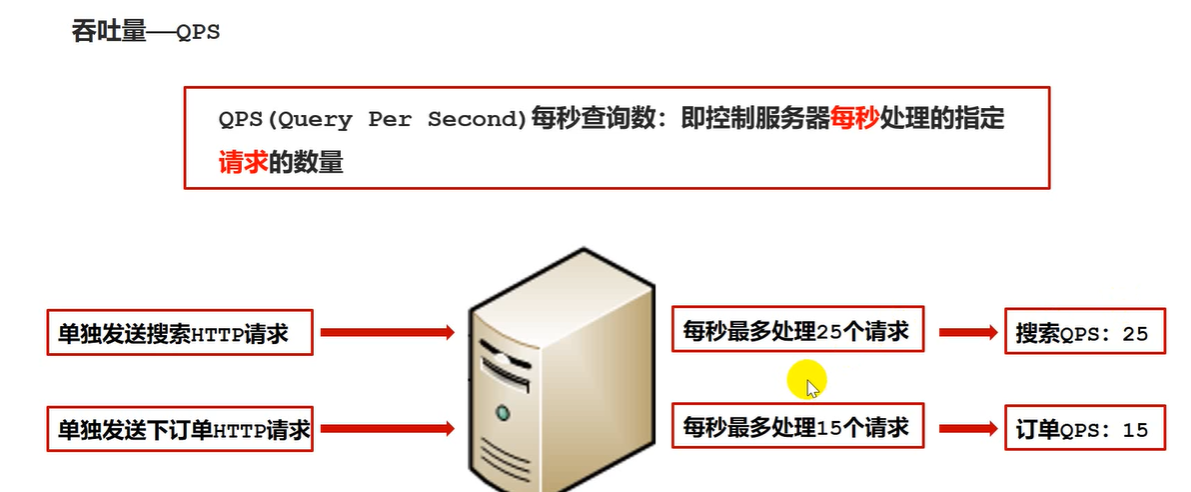 吞吐量——QPS
QPS(Query Per Second)每秒查询数：即控制服务器每秒处理的指定
请求的数量
单独发送搜索HTTP请求
每秒最多处理25个请求
搜索QPS：25
单独发送下订单HTTP请求
每秒最多处理15个请求
订单QPS：15